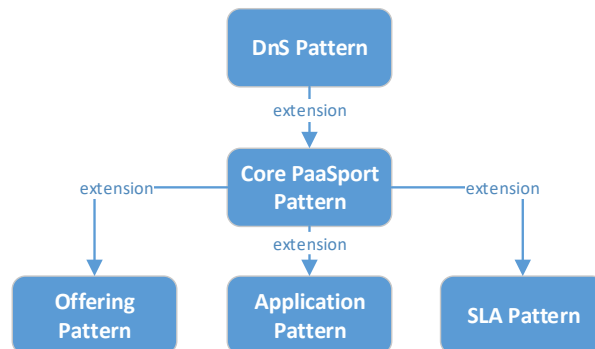 DnS Pattern
extension
Core PaaSport
Pattern
extension
extension
extension
Offering
Pattern
Application
Pattern
SLA Pattern